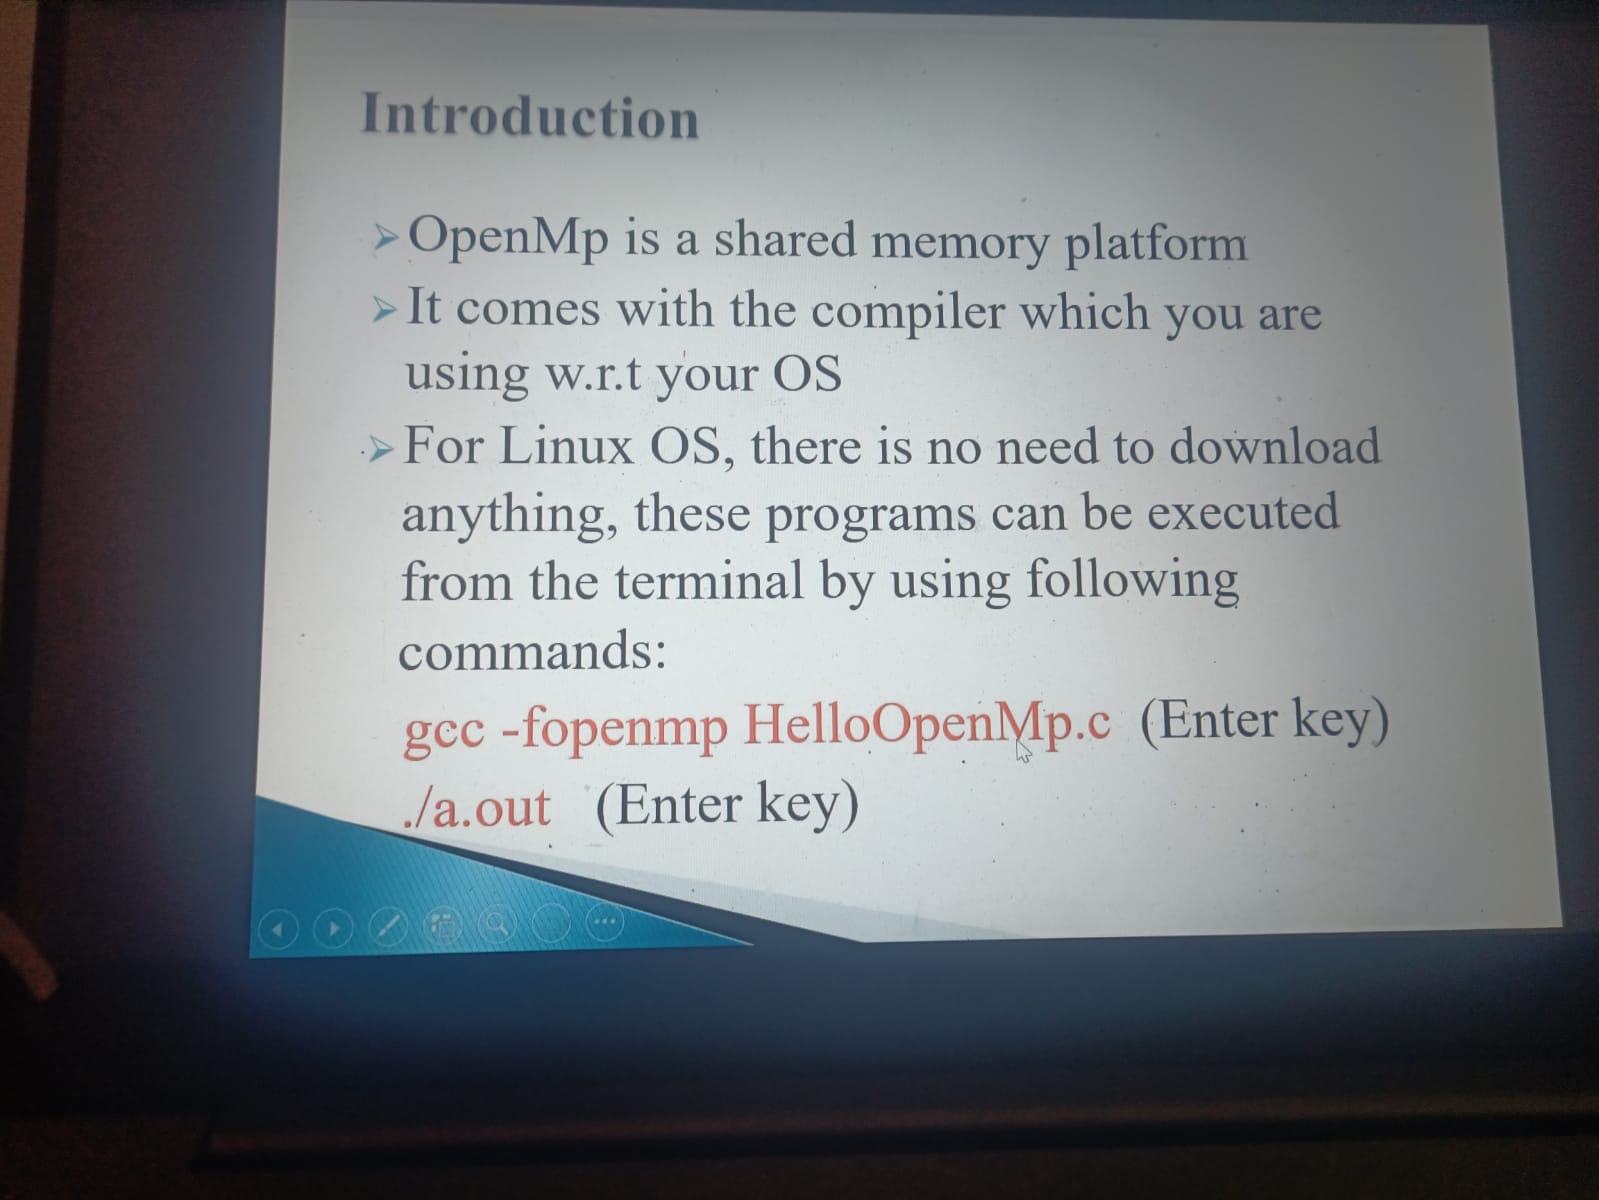 Introduction
OpenMp is a shared memory platform
It comes with the compiler which you are
using w.r.t your OS
For Linux OS, there is no need to download
anything, these programs can be executed
from the terminal by using following
commands:
gcc -fopenmp HelloOpenMp.c (Enter key)
./a.out (Enter key)